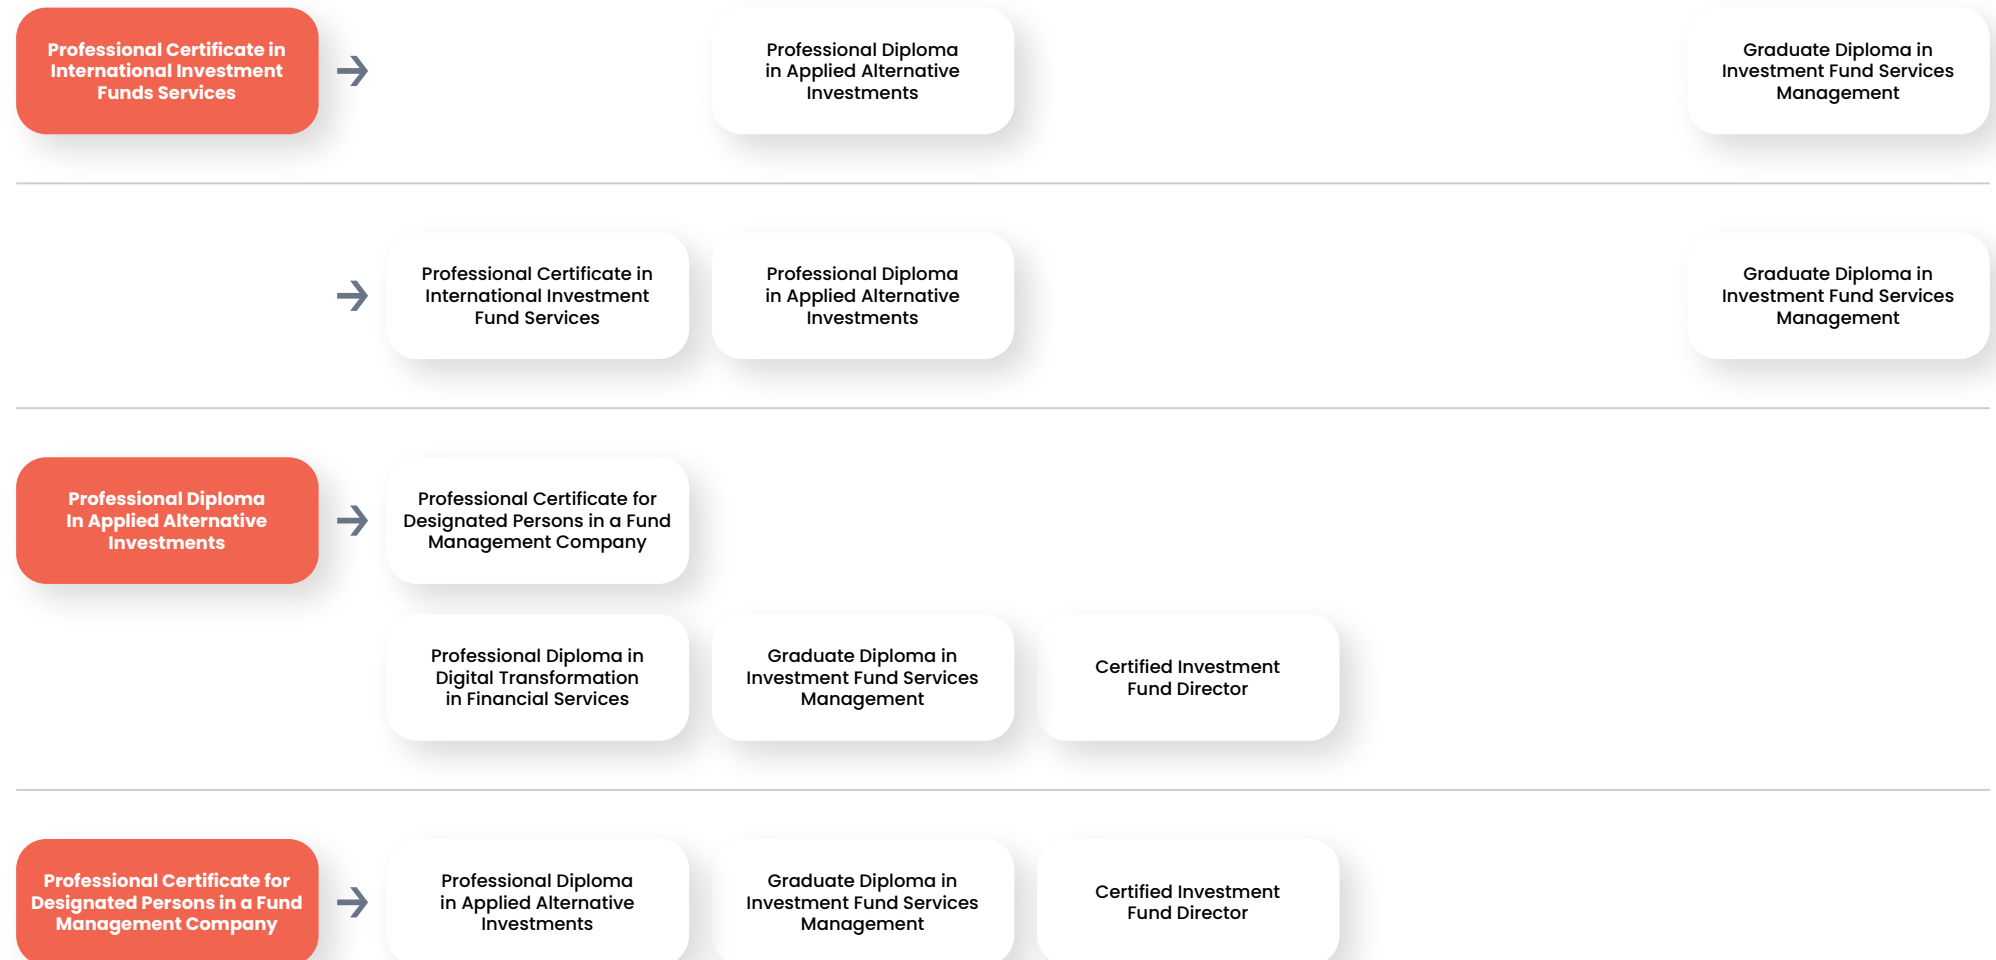 Professional Certificate in
International Investment
Funds Services
Professional Diploma
in Applied Alternative
Investments
Graduate Diploma in
Investment Fund Services
Management
Professional Certificate in
International Investment
Fund Services
Professional Diploma
in Applied Alternative
Investments
Graduate Diploma in
Investment Fund Services
Management
Professional Diploma
In Applied Alternative
Investments
Professional Certificate for
Designated Persons in a Fund
Management Company
Professional Diploma in
Digital Transformation
in Financial Services
Graduate Diploma in
Investment Fund Services
Management
Certified Investment
Fund Director
Professional Certificate for
Designated Persons in a Fund
Management Company
Professional Diploma
in Applied Alternative
Investments
Graduate Diploma in
Investment Fund Services
Management
Certified Investment
Fund Director